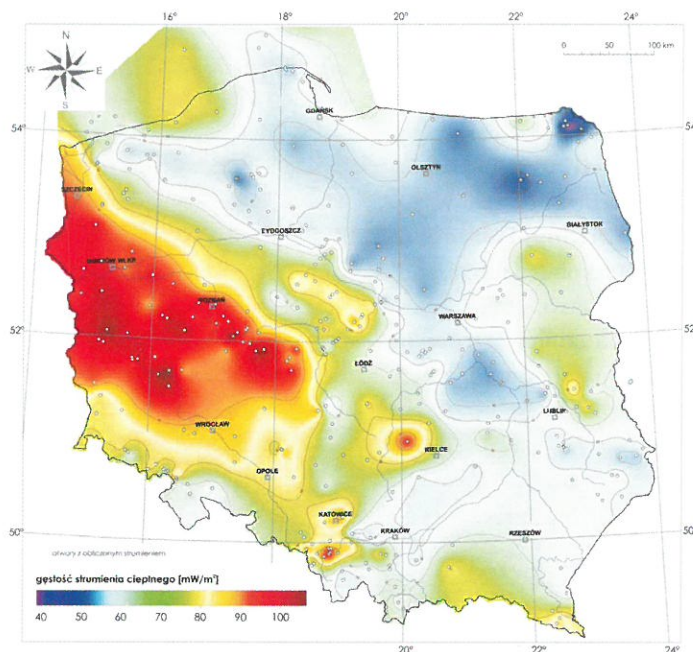 16° 18° 20° 22° 24°
N
W E
S
0 50 100 km
GDAŃSK
54° 54°
OLSZTYN
SZCZECIN
BIAŁYSTOK
BYDGOSZCZ
POZNAŃ
WARSZAWA
52° 52°
ŁÓDŹ
LUBLIN
WROCŁAW
KIELCE
OPOLE
KATOWICE
50° KRAKÓW RZESZÓW 50°
otwory z obliczonym strumieniem
gęstość strumienia cieplnego [mW/m²]
40 50 60 70 80 90 100
20° 22° 24°